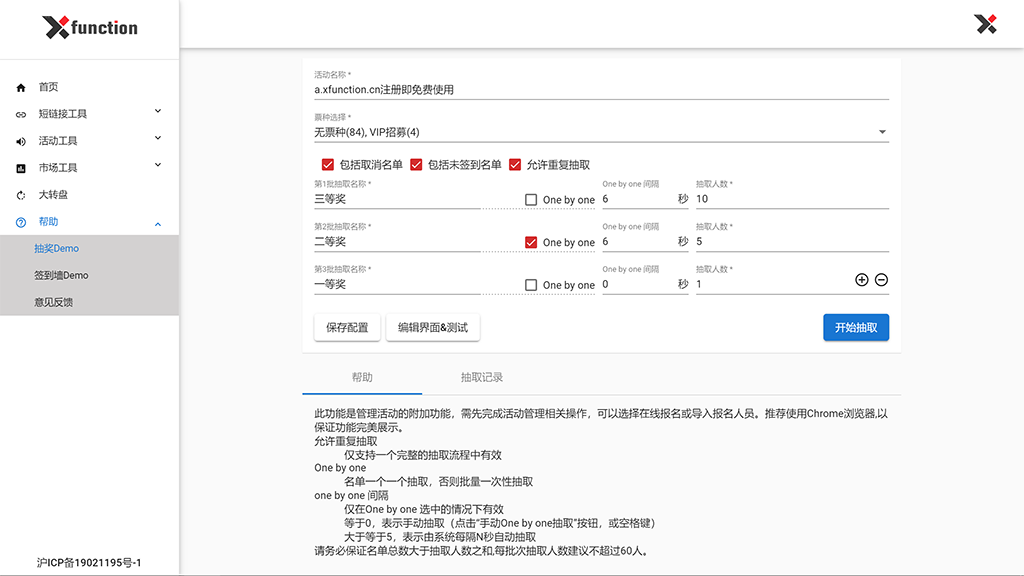 Xfunction
首页
短链接工具
活动工具
市场工具
大转盘
帮助
抽奖Demo
签到墙Demo
意见反馈
沪ICP备19021195号-1
活动名称 *
a.xfunction.cn注册即免费使用
票种选择 *
无票种(84), VIP招募(4)
包括取消名单 包括未签到名单 允许重复抽取
第1批抽取名称 * One by one 间隔 抽取人数 *
三等奖 One by one 6 秒 10
第2批抽取名称 * One by one 间隔 抽取人数 *
二等奖 One by one 6 秒 5
第3批抽取名称 * One by one 间隔 抽取人数 *
一等奖 One by one 0 秒 1
保存配置 编辑界面&测试 开始抽取
帮助 抽取记录
此功能是管理活动的附加功能，需先完成活动管理相关操作，可以选择在线报名或导入报名人员。推荐使用Chrome浏览器,以
保证功能完美展示。
允许重复抽取
仅支持一个完整的抽取流程中有效
One by one
名单一个一个抽取，否则批量一次性抽取
one by one 间隔
仅在One by one 选中的情况下有效
等于0，表示手动抽取（点击“手动One by one抽取”按钮，或空格键）
大于等于5，表示由系统每隔N秒自动抽取
请务必保证名单总数大于抽取人数之和,每批次抽取人数建议不超过60人。